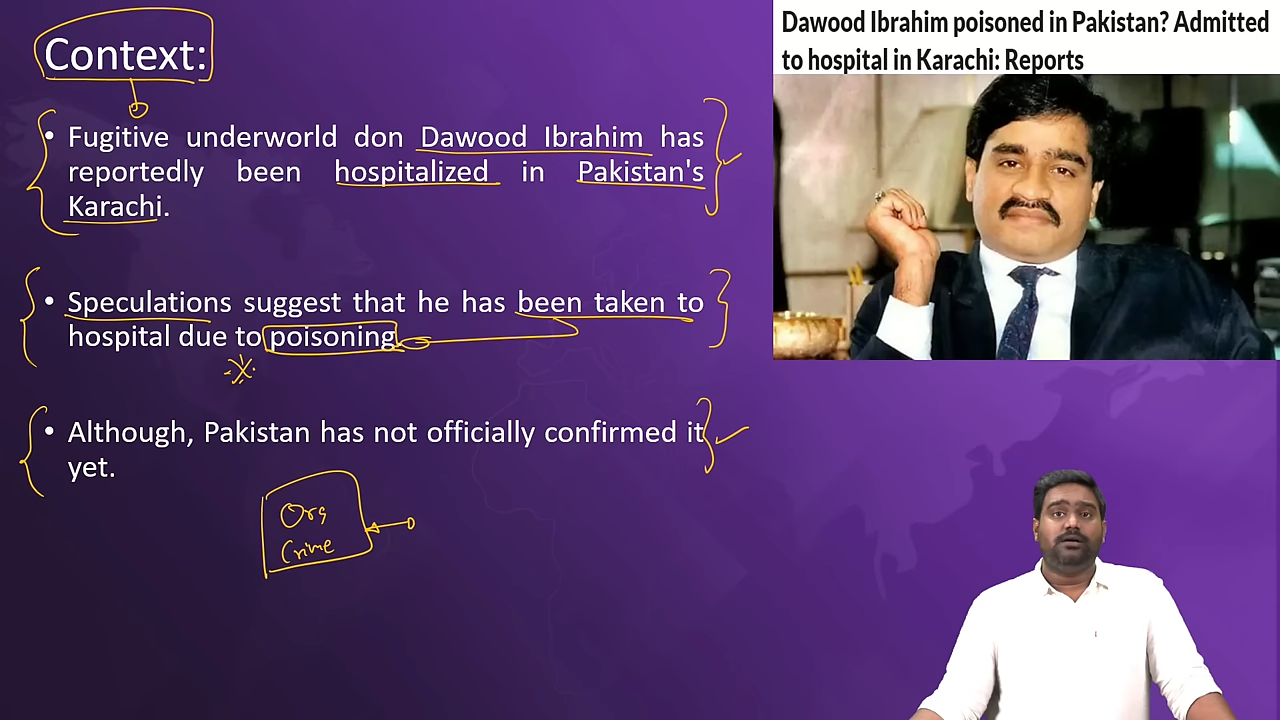 Context:
Dawood Ibrahim poisoned in Pakistan? Admitted
to hospital in Karachi: Reports
• Fugitive underworld don Dawood Ibrahim has
reportedly been hospitalized in Pakistan's
Karachi.
• Speculations suggest that he has been taken to
hospital due to poisoning
• Although, Pakistan has not officially confirmed it
yet.
Org
Crime